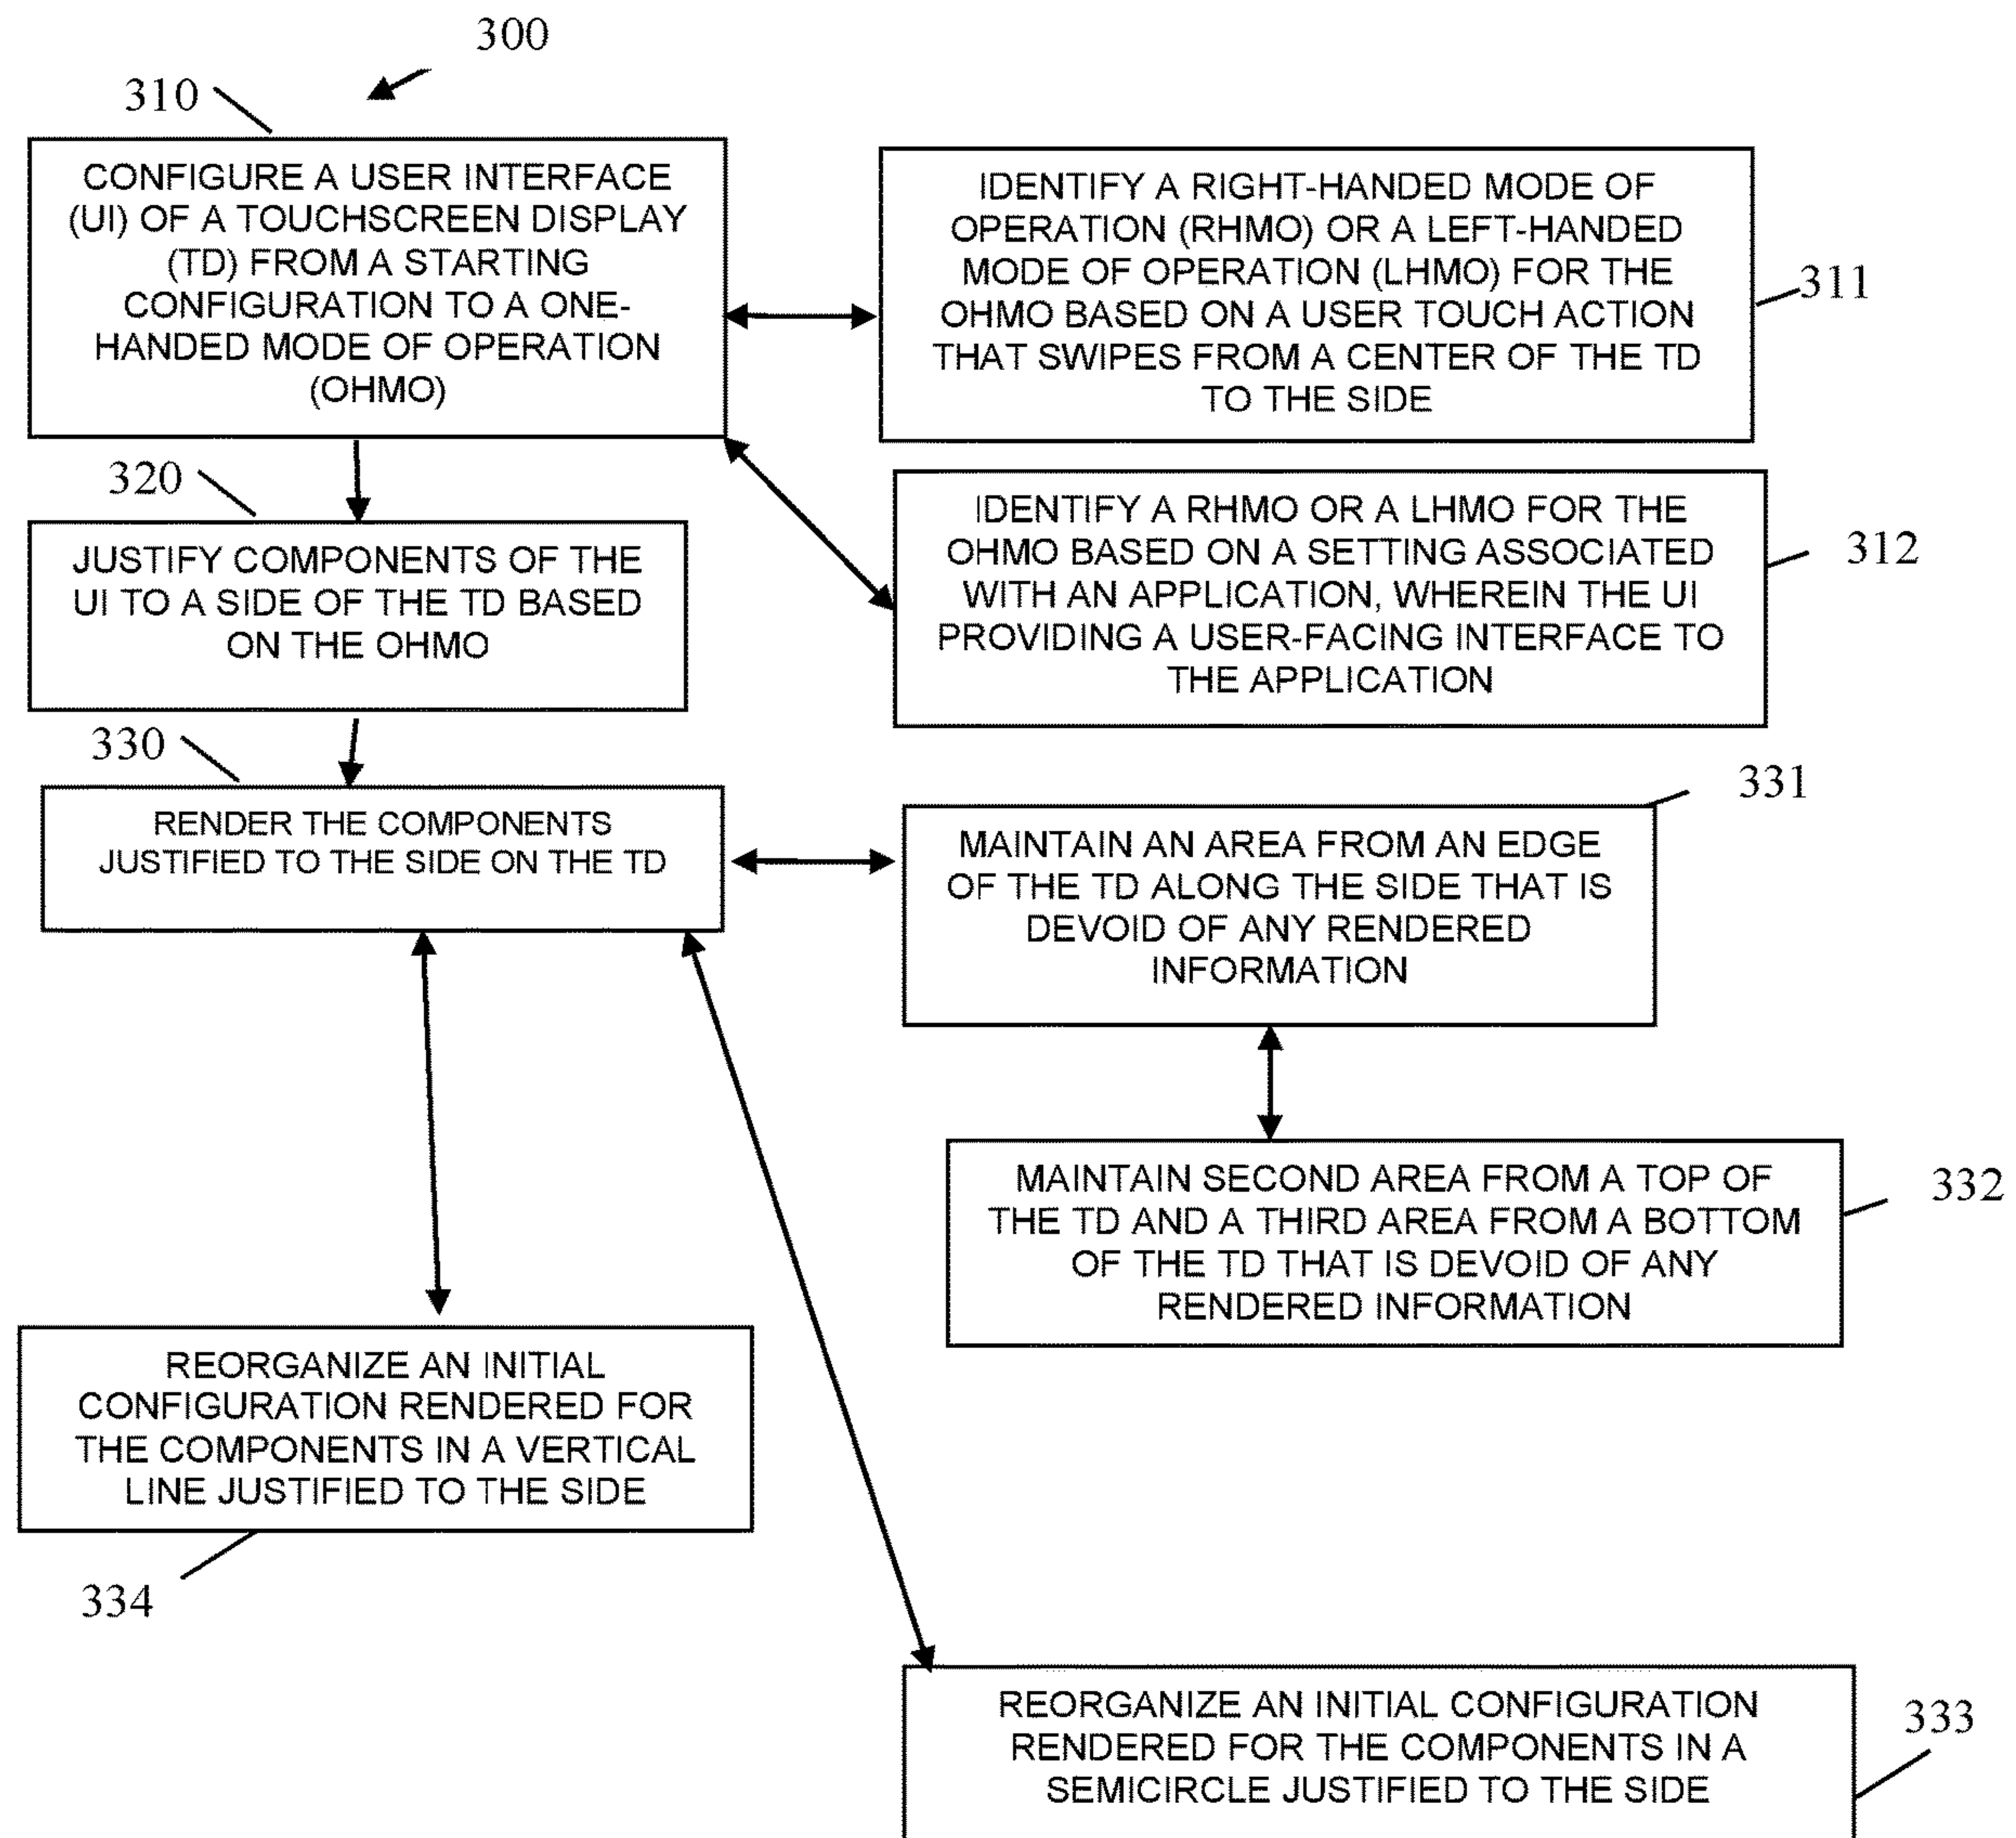 300
310
CONFIGURE A USER INTERFACE
(UI) OF A TOUCHSCREEN DISPLAY
(TD) FROM A STARTING
CONFIGURATION TO A ONE-
HANDED MODE OF OPERATION
(OHMO)
IDENTIFY A RIGHT-HANDED MODE OF
OPERATION (RHMO) OR A LEFT-HANDED
MODE OF OPERATION (LHMO) FOR THE
OHMO BASED ON A USER TOUCH ACTION
THAT SWIPES FROM A CENTER OF THE TD
TO THE SIDE
311
320
JUSTIFY COMPONENTS OF THE
UI TO A SIDE OF THE TD BASED
ON THE OHMO
IDENTIFY A RHMO OR A LHMO FOR THE
OHMO BASED ON A SETTING ASSOCIATED
WITH AN APPLICATION, WHEREIN THE UI
PROVIDING A USER-FACING INTERFACE TO
THE APPLICATION
312
330
RENDER THE COMPONENTS
JUSTIFIED TO THE SIDE ON THE TD
331
MAINTAIN AN AREA FROM AN EDGE
OF THE TD ALONG THE SIDE THAT IS
DEVOID OF ANY RENDERED
INFORMATION
MAINTAIN SECOND AREA FROM A TOP OF
THE TD AND A THIRD AREA FROM A BOTTOM
OF THE TD THAT IS DEVOID OF ANY
RENDERED INFORMATION
332
REORGANIZE AN INITIAL
CONFIGURATION RENDERED FOR
THE COMPONENTS IN A VERTICAL
LINE JUSTIFIED TO THE SIDE
334
REORGANIZE AN INITIAL CONFIGURATION
RENDERED FOR THE COMPONENTS IN A
SEMICIRCLE JUSTIFIED TO THE SIDE
333